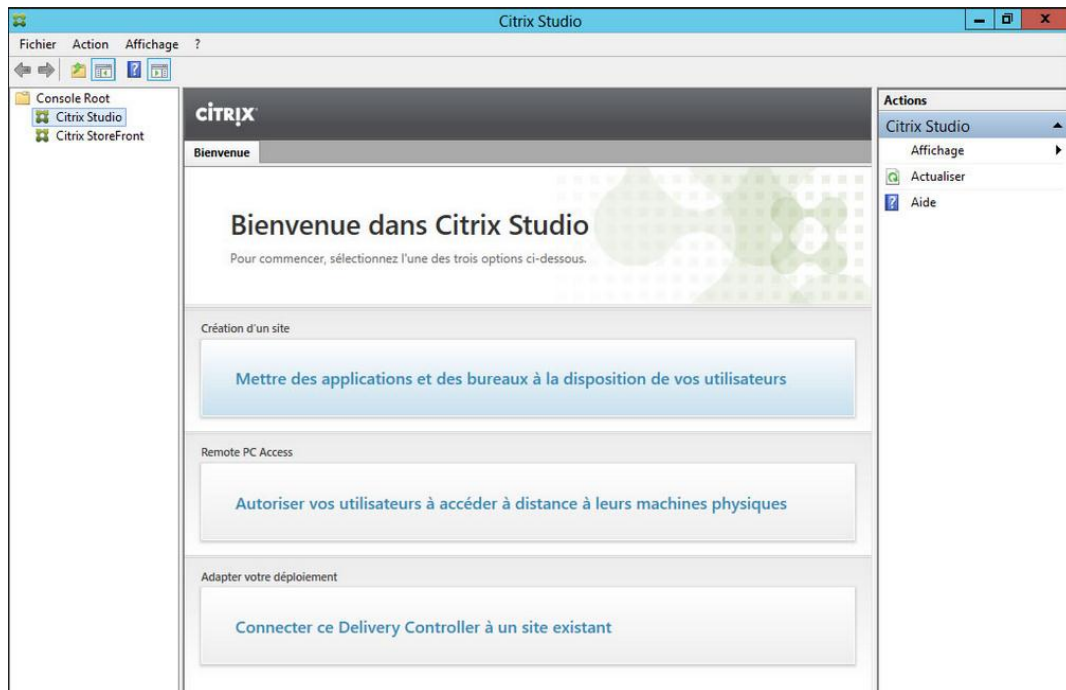 Citrix Studio
Fichier Action Affichage ?
Console Root
Citrix Studio
Citrix StoreFront
CITRIX
Bienvenue
Bienvenue dans Citrix Studio
Pour commencer, sélectionnez l'une des trois options ci-dessous.
Création d'un site
Mettre des applications et des bureaux à la disposition de vos utilisateurs
Remote PC Access
Autoriser vos utilisateurs à accéder à distance à leurs machines physiques
Adapter votre déploiement
Connecter ce Delivery Controller à un site existant
Actions
Citrix Studio
Affichage
Actualiser
Aide